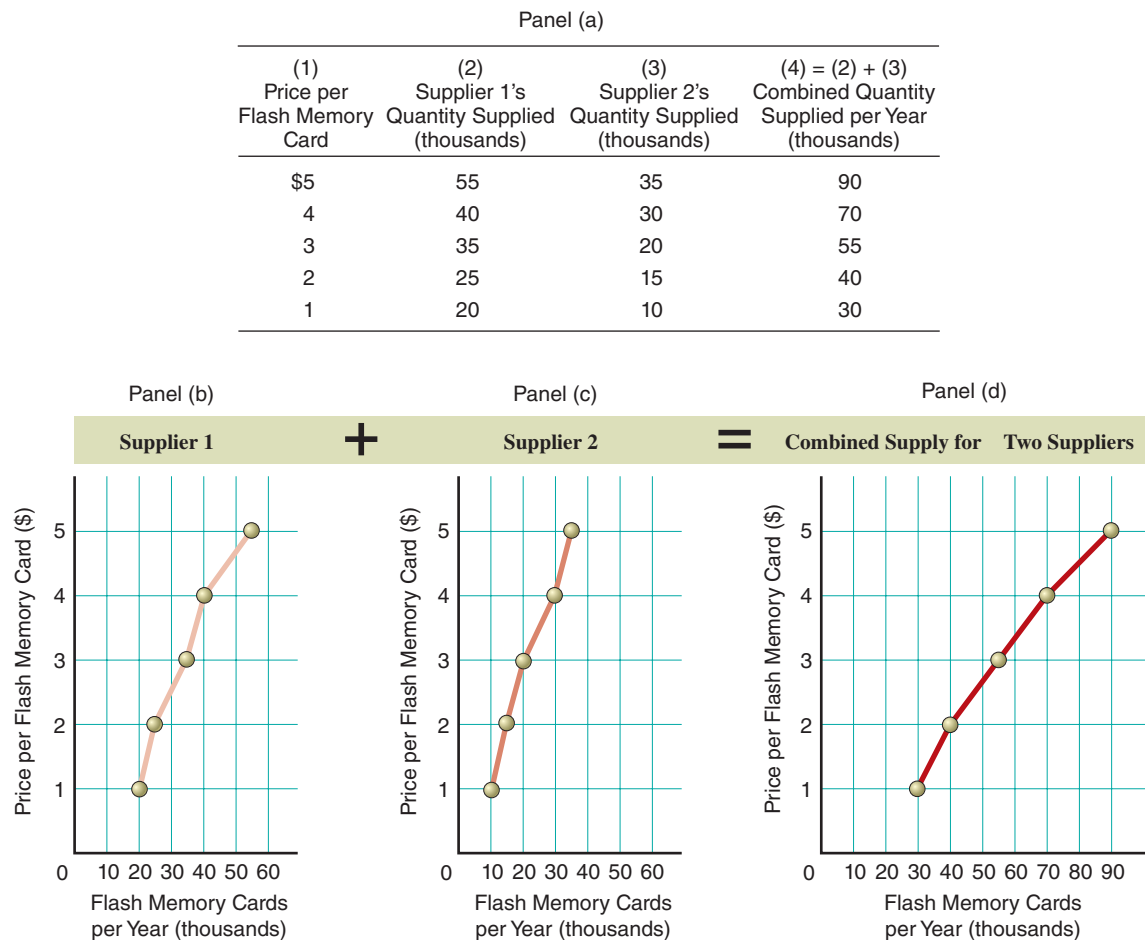 Panel (a)
(1) (2) (3) (4) = (2) + (3)
Price per Supplier 1's Supplier 2's Combined Quantity
Flash Memory Quantity Supplied Quantity Supplied Supplied per Year
Card (thousands) (thousands) (thousands)
$5 55 35 90
4 40 30 70
3 35 20 55
2 25 15 40
1 20 10 30
Panel (b) Panel (c) Panel (d)
Supplier 1 + Supplier 2 = Combined Supply for Two Suppliers
Price per Flash Memory Card ($)
5
4
3
2
1
0 10 20 30 40 50 60
Flash Memory Cards
per Year (thousands)
Price per Flash Memory Card ($)
5
4
3
2
1
0 10 20 30 40 50 60
Flash Memory Cards
per Year (thousands)
Price per Flash Memory Card ($)
5
4
3
2
1
0 10 20 30 40 50 60 70 80 90
Flash Memory Cards
per Year (thousands)